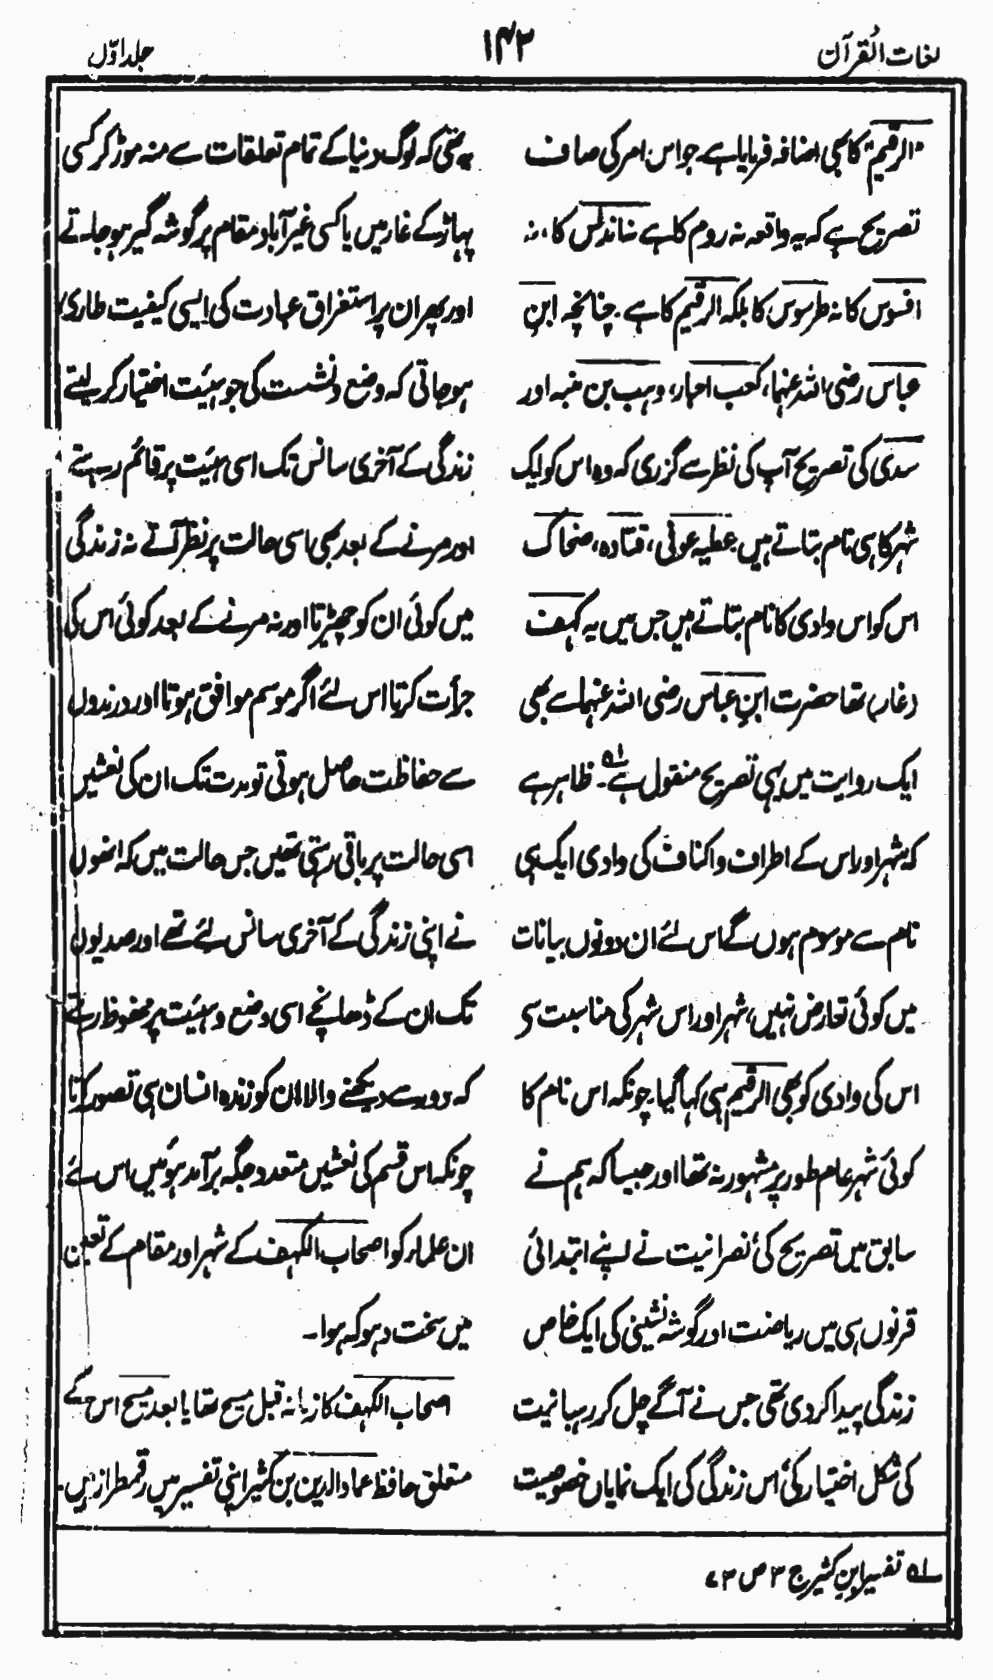 لغات القرآن
۱۴۲
جلد اوّل
"الرقیم" کا بھی اضافہ فرمایا ہے جو اس امر کی صاف
تصریح ہے کہ یہ واقعہ نہ روم کا ہے نہ اندلس کا، نہ
افسوس کا نہ طرسوس کا بلکہ الرقیم کا ہے۔ چنانچہ ابنِ
عباس رضی اللہ عنہما، کعب احبار، وہب بن منبہ اور
سدی کی تصریح آپ کی نظر سے گزری کہ وہ اس کو ایک
شہر کا ہی نام بتاتے ہیں۔ عطیہ عوفی، قتادہ، ضحاک
اس کو اس وادی کا نام بتاتے ہیں جس میں یہ کہف
(غار) تھا حضرت ابنِ عباس رضی اللہ عنہما سے بھی
ایک روایت میں یہی تصریح منقول ہے۔ ۱؎ ظاہر ہے
کہ شہر اور اس کے اطراف و اکناف کی وادی ایک ہی
نام سے موسوم ہوں گے اس لئے ان دونوں بیانات
میں کوئی تعارض نہیں، شہر اور اس شہر کی مناسبت سی
اس کی وادی کو بھی الرقیم ہی کہا گیا۔ چونکہ اس نام کا
کوئی شہر عام طور پر مشہور نہ تھا اور جیسا کہ ہم نے
سابق میں تصریح کی نصرانیت نے اپنے ابتدائی
قرنوں ہی میں ریاضت اور گوشہ نشینی کی ایک خاص
زندگی پیدا کر دی تھی جس نے آگے چل کر رہبانیت
کی شکل اختیار کی اس زندگی کی ایک نمایاں خصوصیت
یہ تھی کہ لوگ دنیا کے تمام تعلقات سے منہ موڑ کر کسی
پہاڑ کے غار میں یا کسی غیر آباد مقام پر گوشہ گیر ہو جاتے
اور پھر ان پر استغراق عبادت کی ایسی کیفیت طاری
ہو جاتی کہ وضع و نشست کی جو ہیئت اختیار کر لیتے
زندگی کے آخری سانس تک اسی ہیئت پر قائم رہتے
اور مرنے کے بعد بھی اسی حالت پر نظر آتے نہ زندگی
میں کوئی ان کو چھیڑتا اور نہ مرنے کے بعد کوئی اس کی
جرأت کرتا اس لئے اگر موسم موافق ہوتا اور درندوں
سے حفاظت حاصل ہوتی تو مدت تک ان کی نعشیں
اسی حالت پر باقی رہتی تھیں جس حالت میں کہ انھوں
نے اپنی زندگی کے آخری سانس لئے تھے اور صدیوں
تک ان کے ڈھانچے اسی وضع و ہیئت پر محفوظ رہتے
کہ دور سے دیکھنے والا ان کو زندہ انسان ہی تصور کرتا
چونکہ اس قسم کی نعشیں متعدد جگہ برآمد ہوئیں اس لئے
ان علماء کو اصحاب الکہف کے شہر اور مقام کے تعین
میں سخت دہوکہ ہوا۔
اصحاب الکہف کا زمانہ قبل مسیح تھا یا بعد مسیح اس کے
متعلق حافظ عماد الدین بن کثیر اپنی تفسیر میں رقمطراز ہیں۔
۱؎ تفسیر ابنِ کثیر ج ۳ ص ۷۳